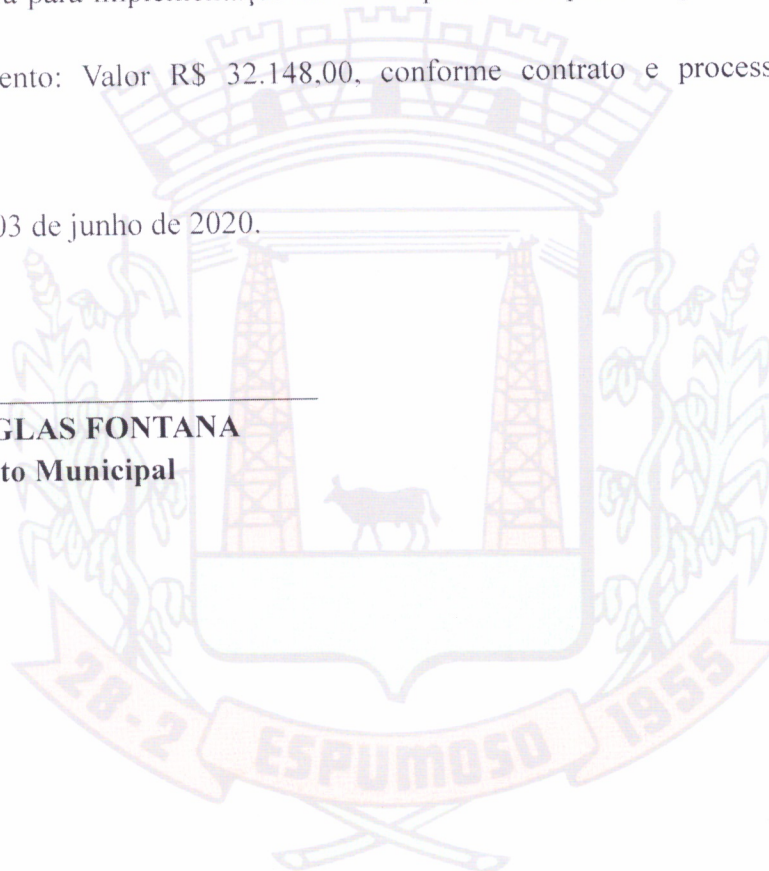 para
ento: Valor R$ 32.148,00, conforme contrato e process
03 de junho de 2020.
GLAS FONTANA
to Municipal
28-2 ESPUMOSO 1955